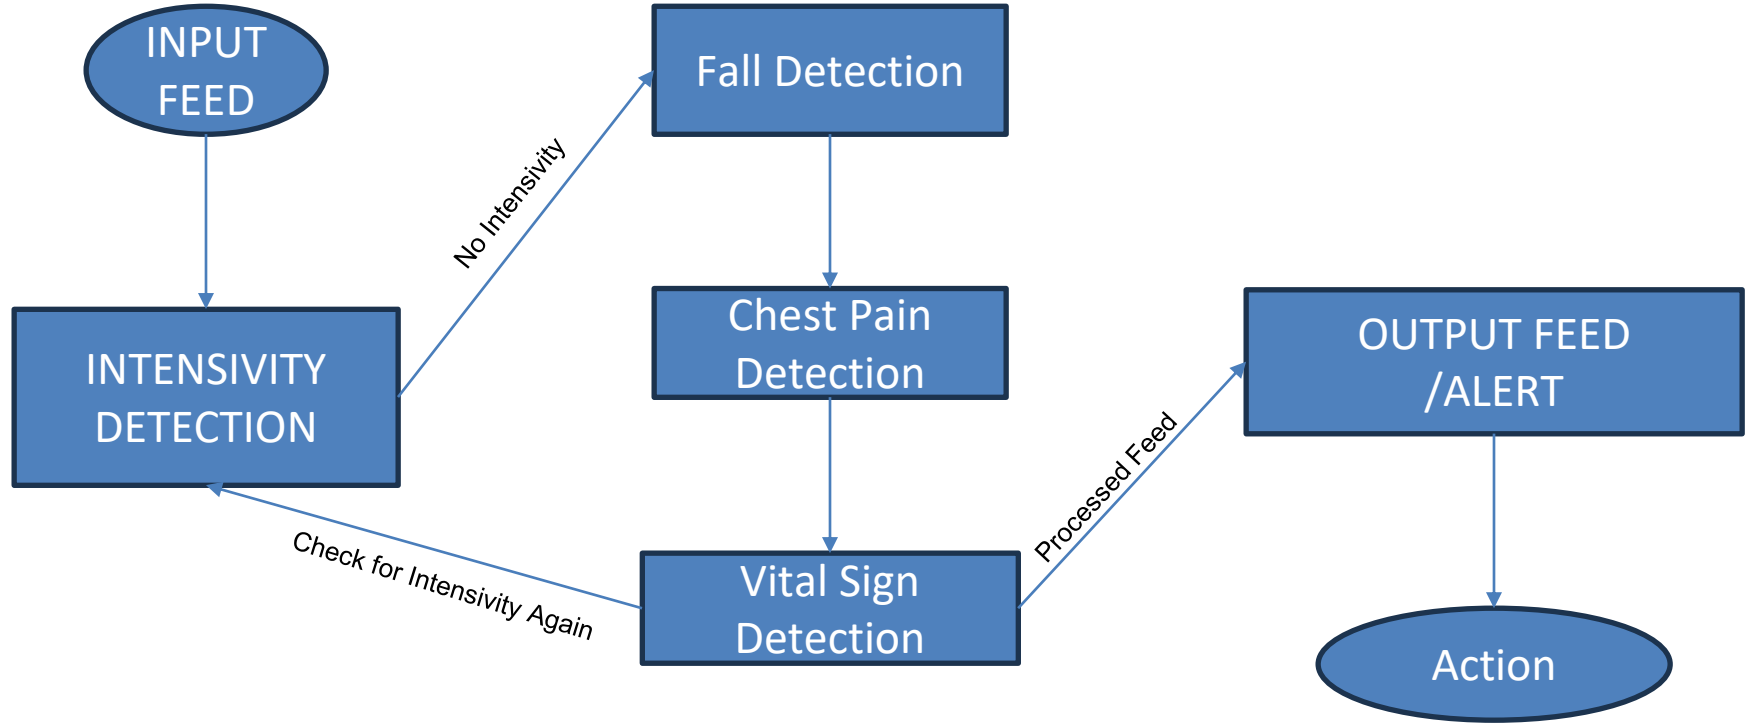 INPUT
FEED
Fall Detection
No Intensivity
INTENSIVITY
DETECTION
Chest Pain
Detection
OUTPUT FEED
/ALERT
Processed Feed
Check for Intensivity Again
Vital Sign
Detection
Action